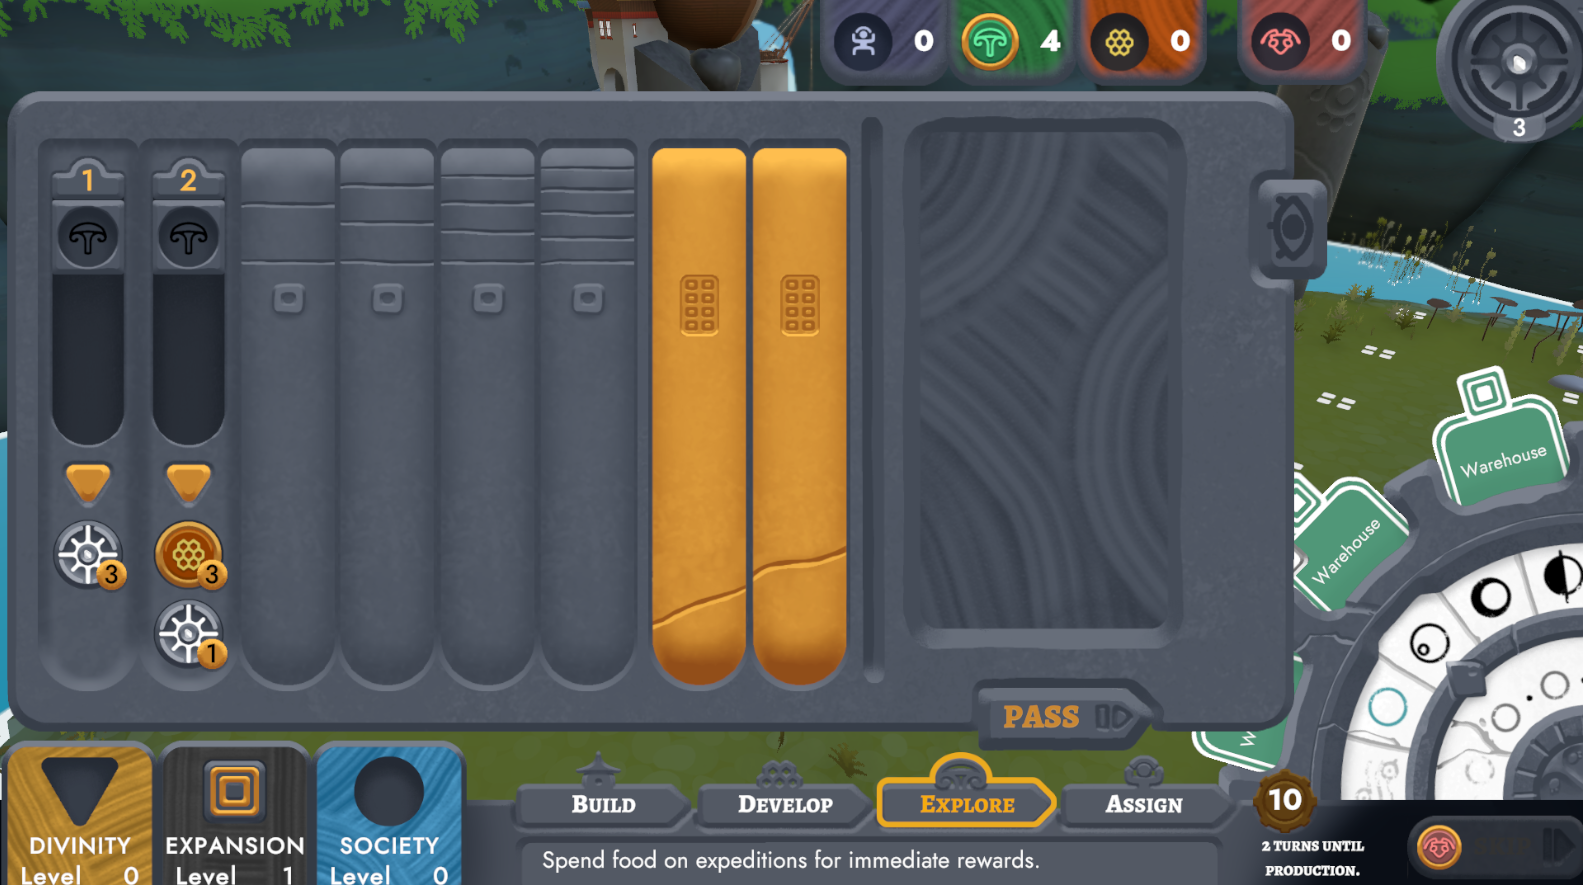 0
4
0
0
3
1
2
3
3
1
Warehouse
Warehouse
W
PASS
BUILD
DEVELOP
EXPLORE
ASSIGN
10
DIVINITY
Level 0
EXPANSION
Level 1
SOCIETY
Level 0
Spend food on expeditions for immediate rewards.
2 TURNS UNTIL
PRODUCTION.